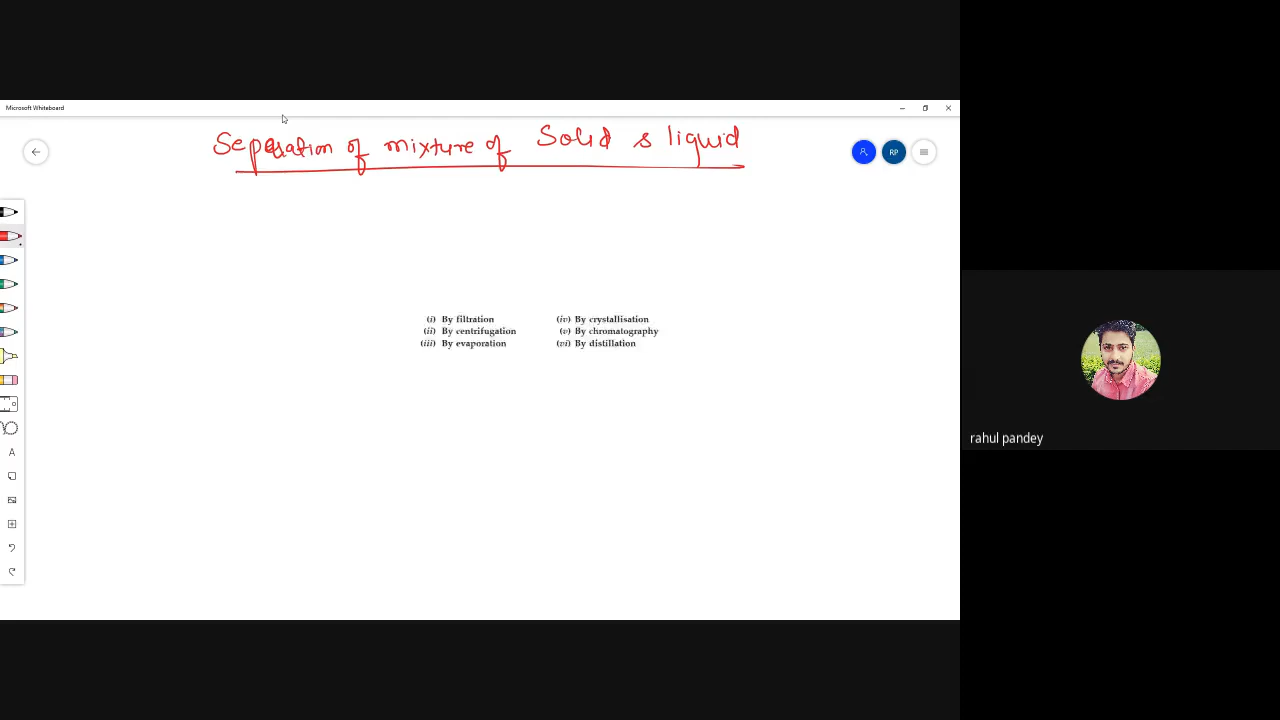 Microsoft Whiteboard
Separation of mixture of Solid & liquid
RP
(i) By filtration (iv) By crystallisation
(ii) By centrifugation (v) By chromatography
(iii) By evaporation (vi) By distillation
A
rahul pandey